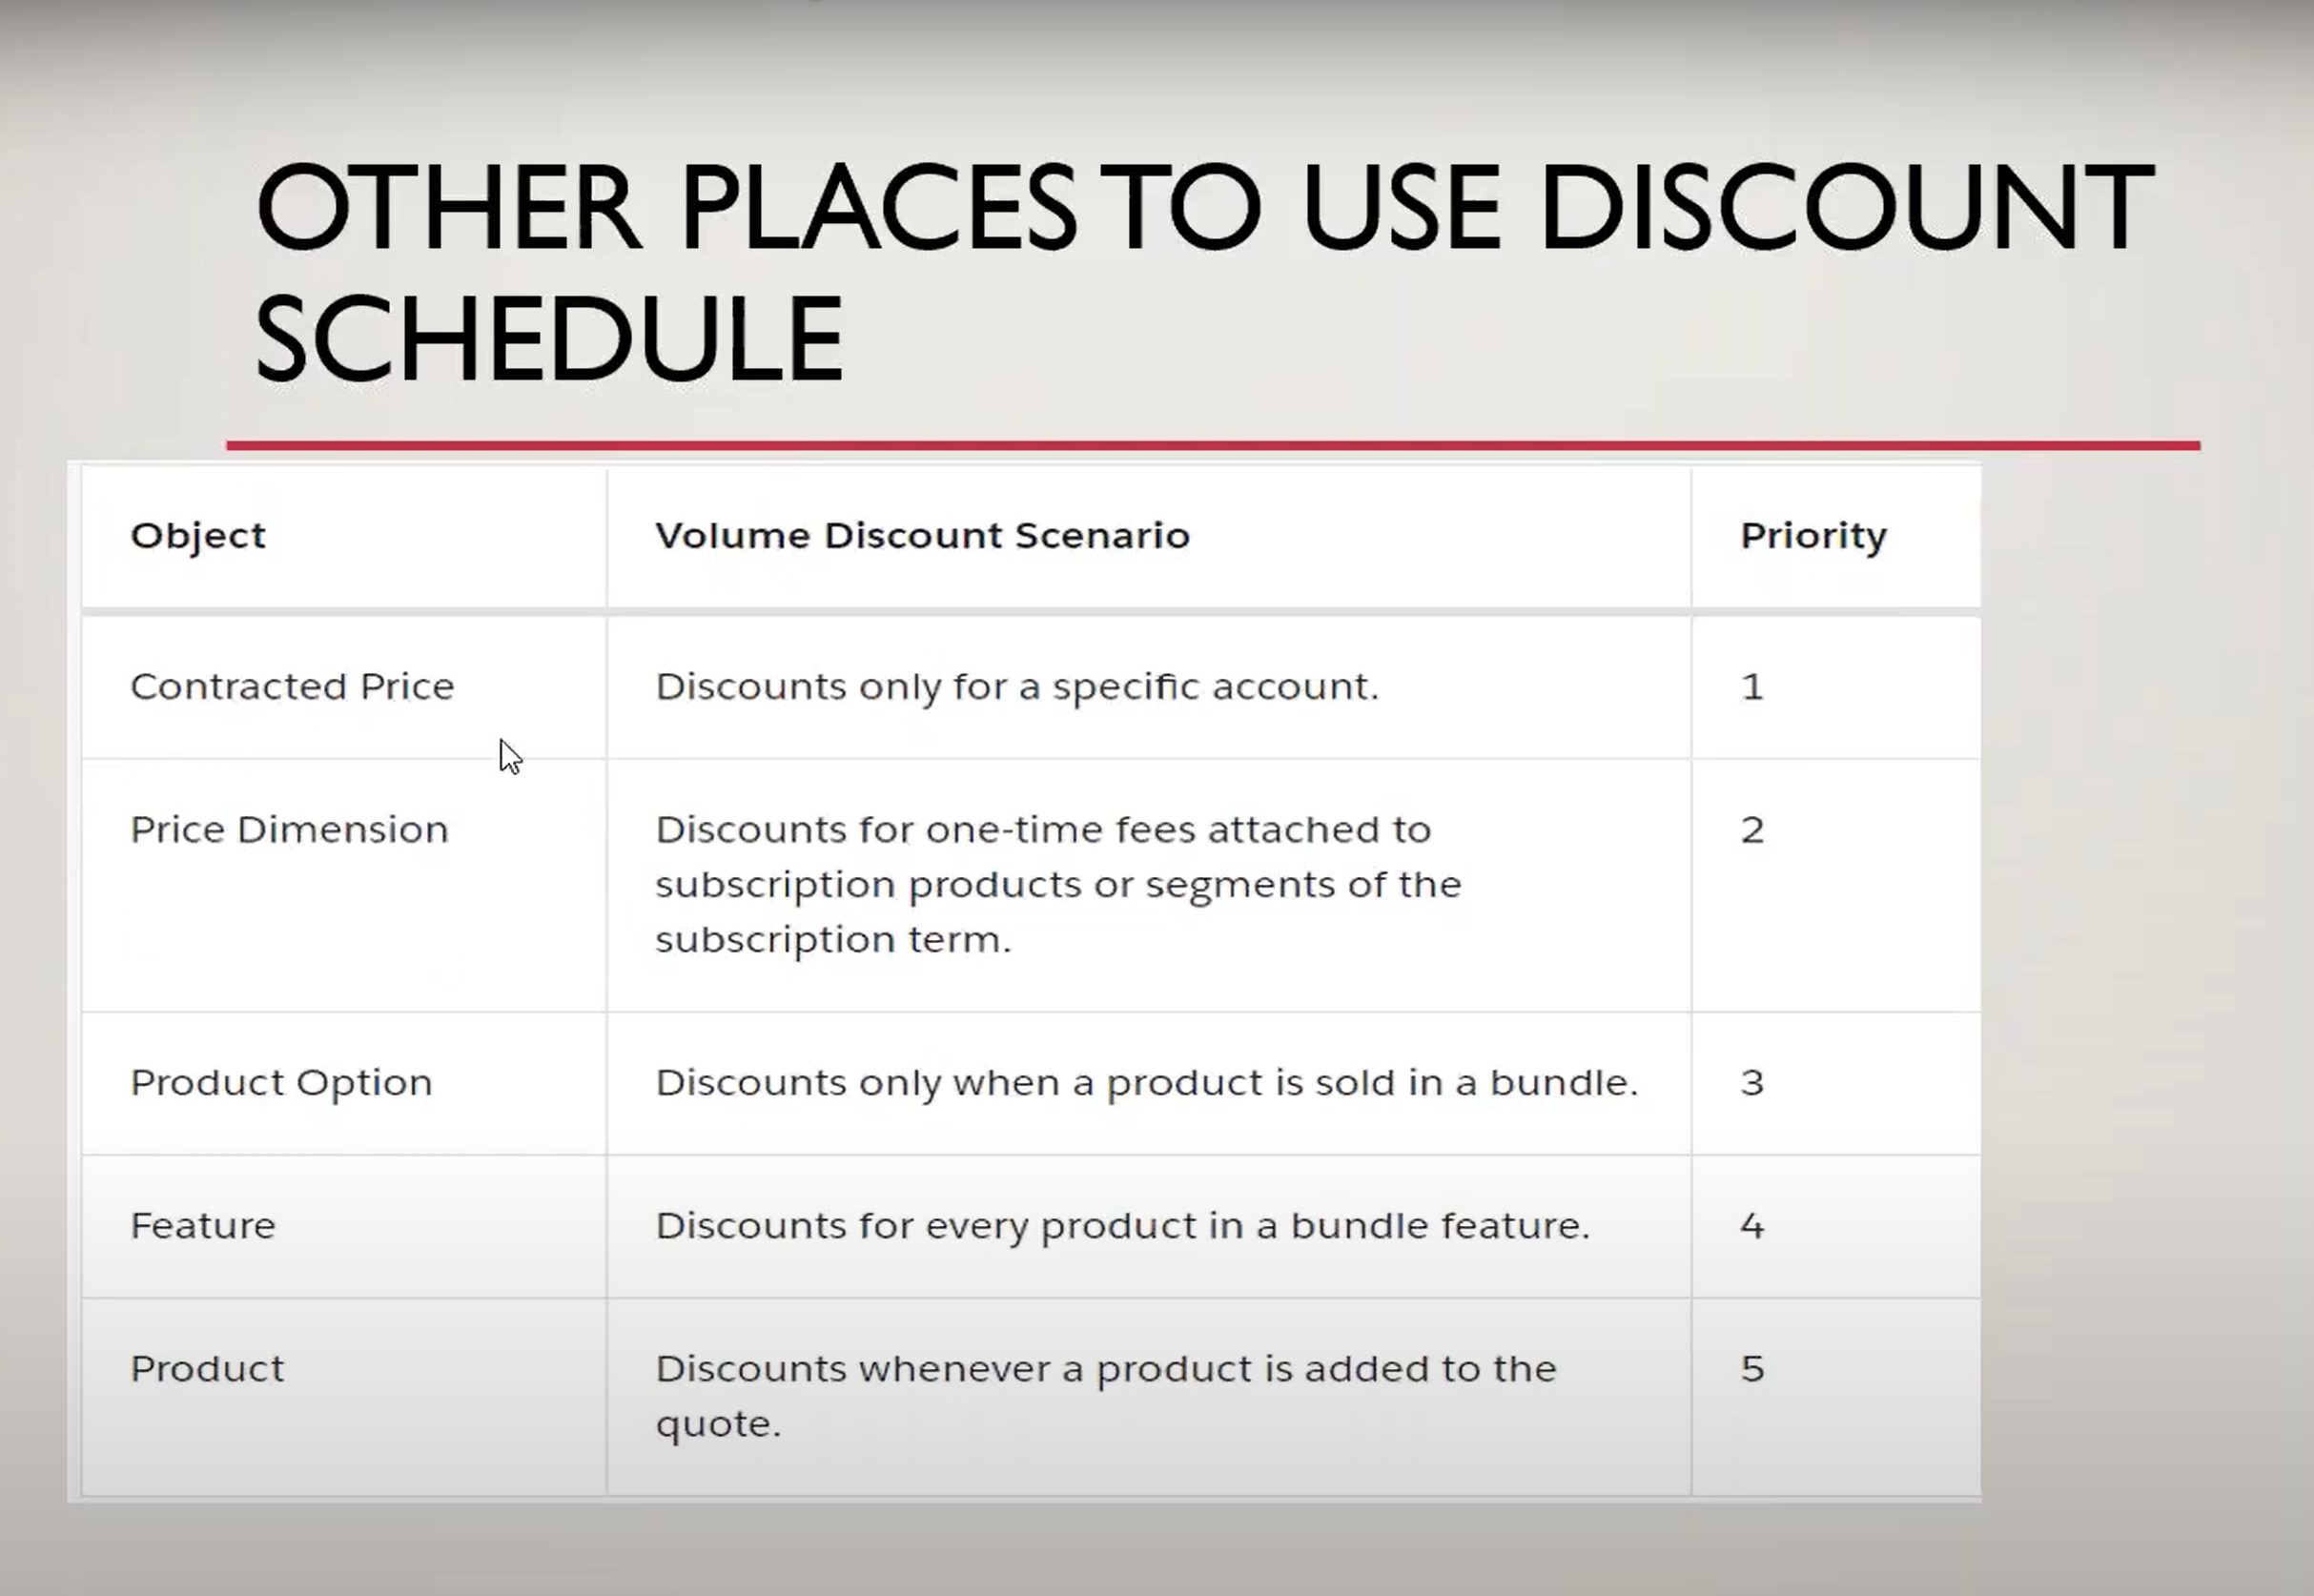 OTHER PLACES TO USE DISCOUNT
SCHEDULE
Object Volume Discount Scenario Priority
Contracted Price Discounts only for a specific account. 1
Price Dimension Discounts for one-time fees attached to 2
subscription products or segments of the
subscription term.
Product Option Discounts only when a product is sold in a bundle. 3
Feature Discounts for every product in a bundle feature. 4
Product Discounts whenever a product is added to the 5
quote.